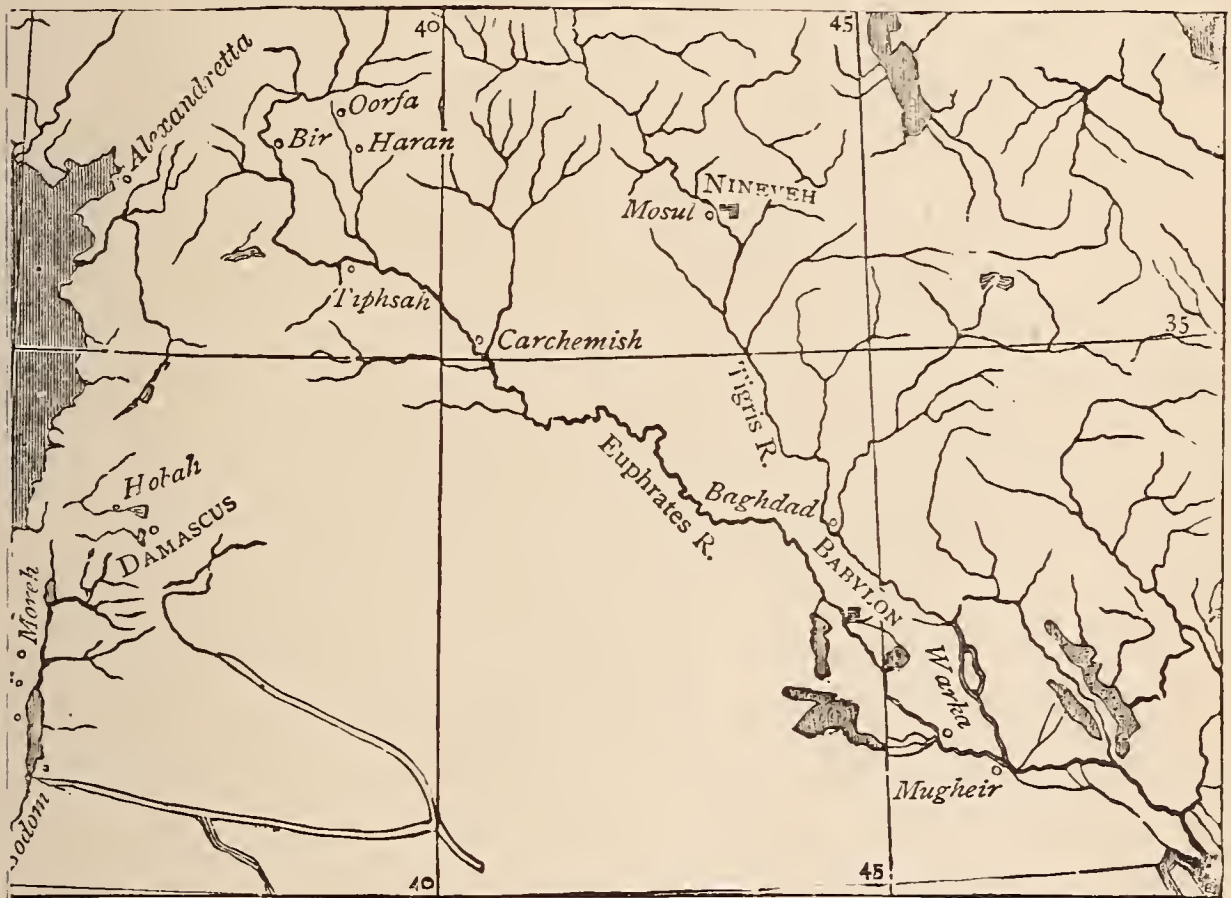 40
45
Alexandretta
Oorfa
Bir
Haran
NINEVEH
Mosul
Tiphsah
35
Carchemish
Tigris R.
Euphrates R.
Hobah
Baghdad
DAMASCUS
BABYLON
Moreh
Warka
Mugheir
odom
40
45